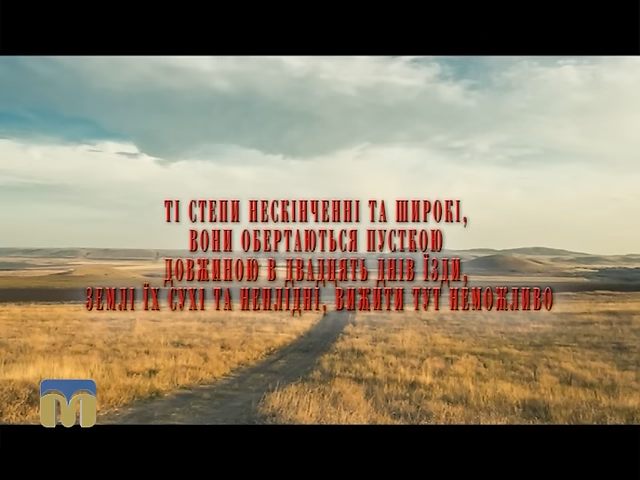 ТІ СТЕПИ НЕСКІНЧЕННІ ТА ШИРОКІ,
ВОНИ ОБЕРТАЮТЬСЯ ПУСТКОЮ
ДОВЖИНОЮ В ДВАДЦЯТЬ ДНІВ ЇЗДИ,
ЗЕМЛІ ЇХ СУХІ ТА НЕПЛІДНІ, ВИЖИТИ ТУТ НЕМОЖЛИВО